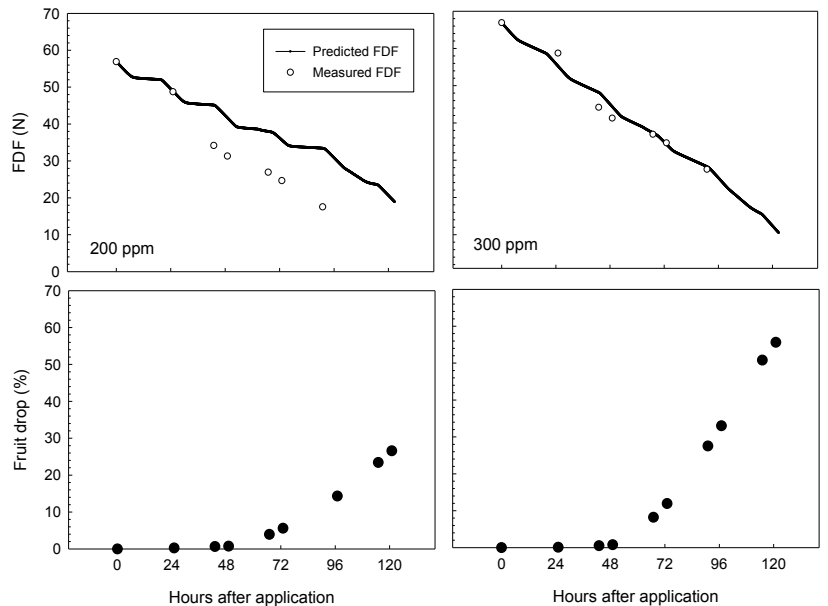 70
60
50
40
30
20
10
0
FDF (N)
Predicted FDF
Measured FDF
200 ppm
300 ppm
70
60
50
40
30
20
10
0
Fruit drop (%)
0 24 48 72 96 120
0 24 48 72 96 120
Hours after application
Hours after application